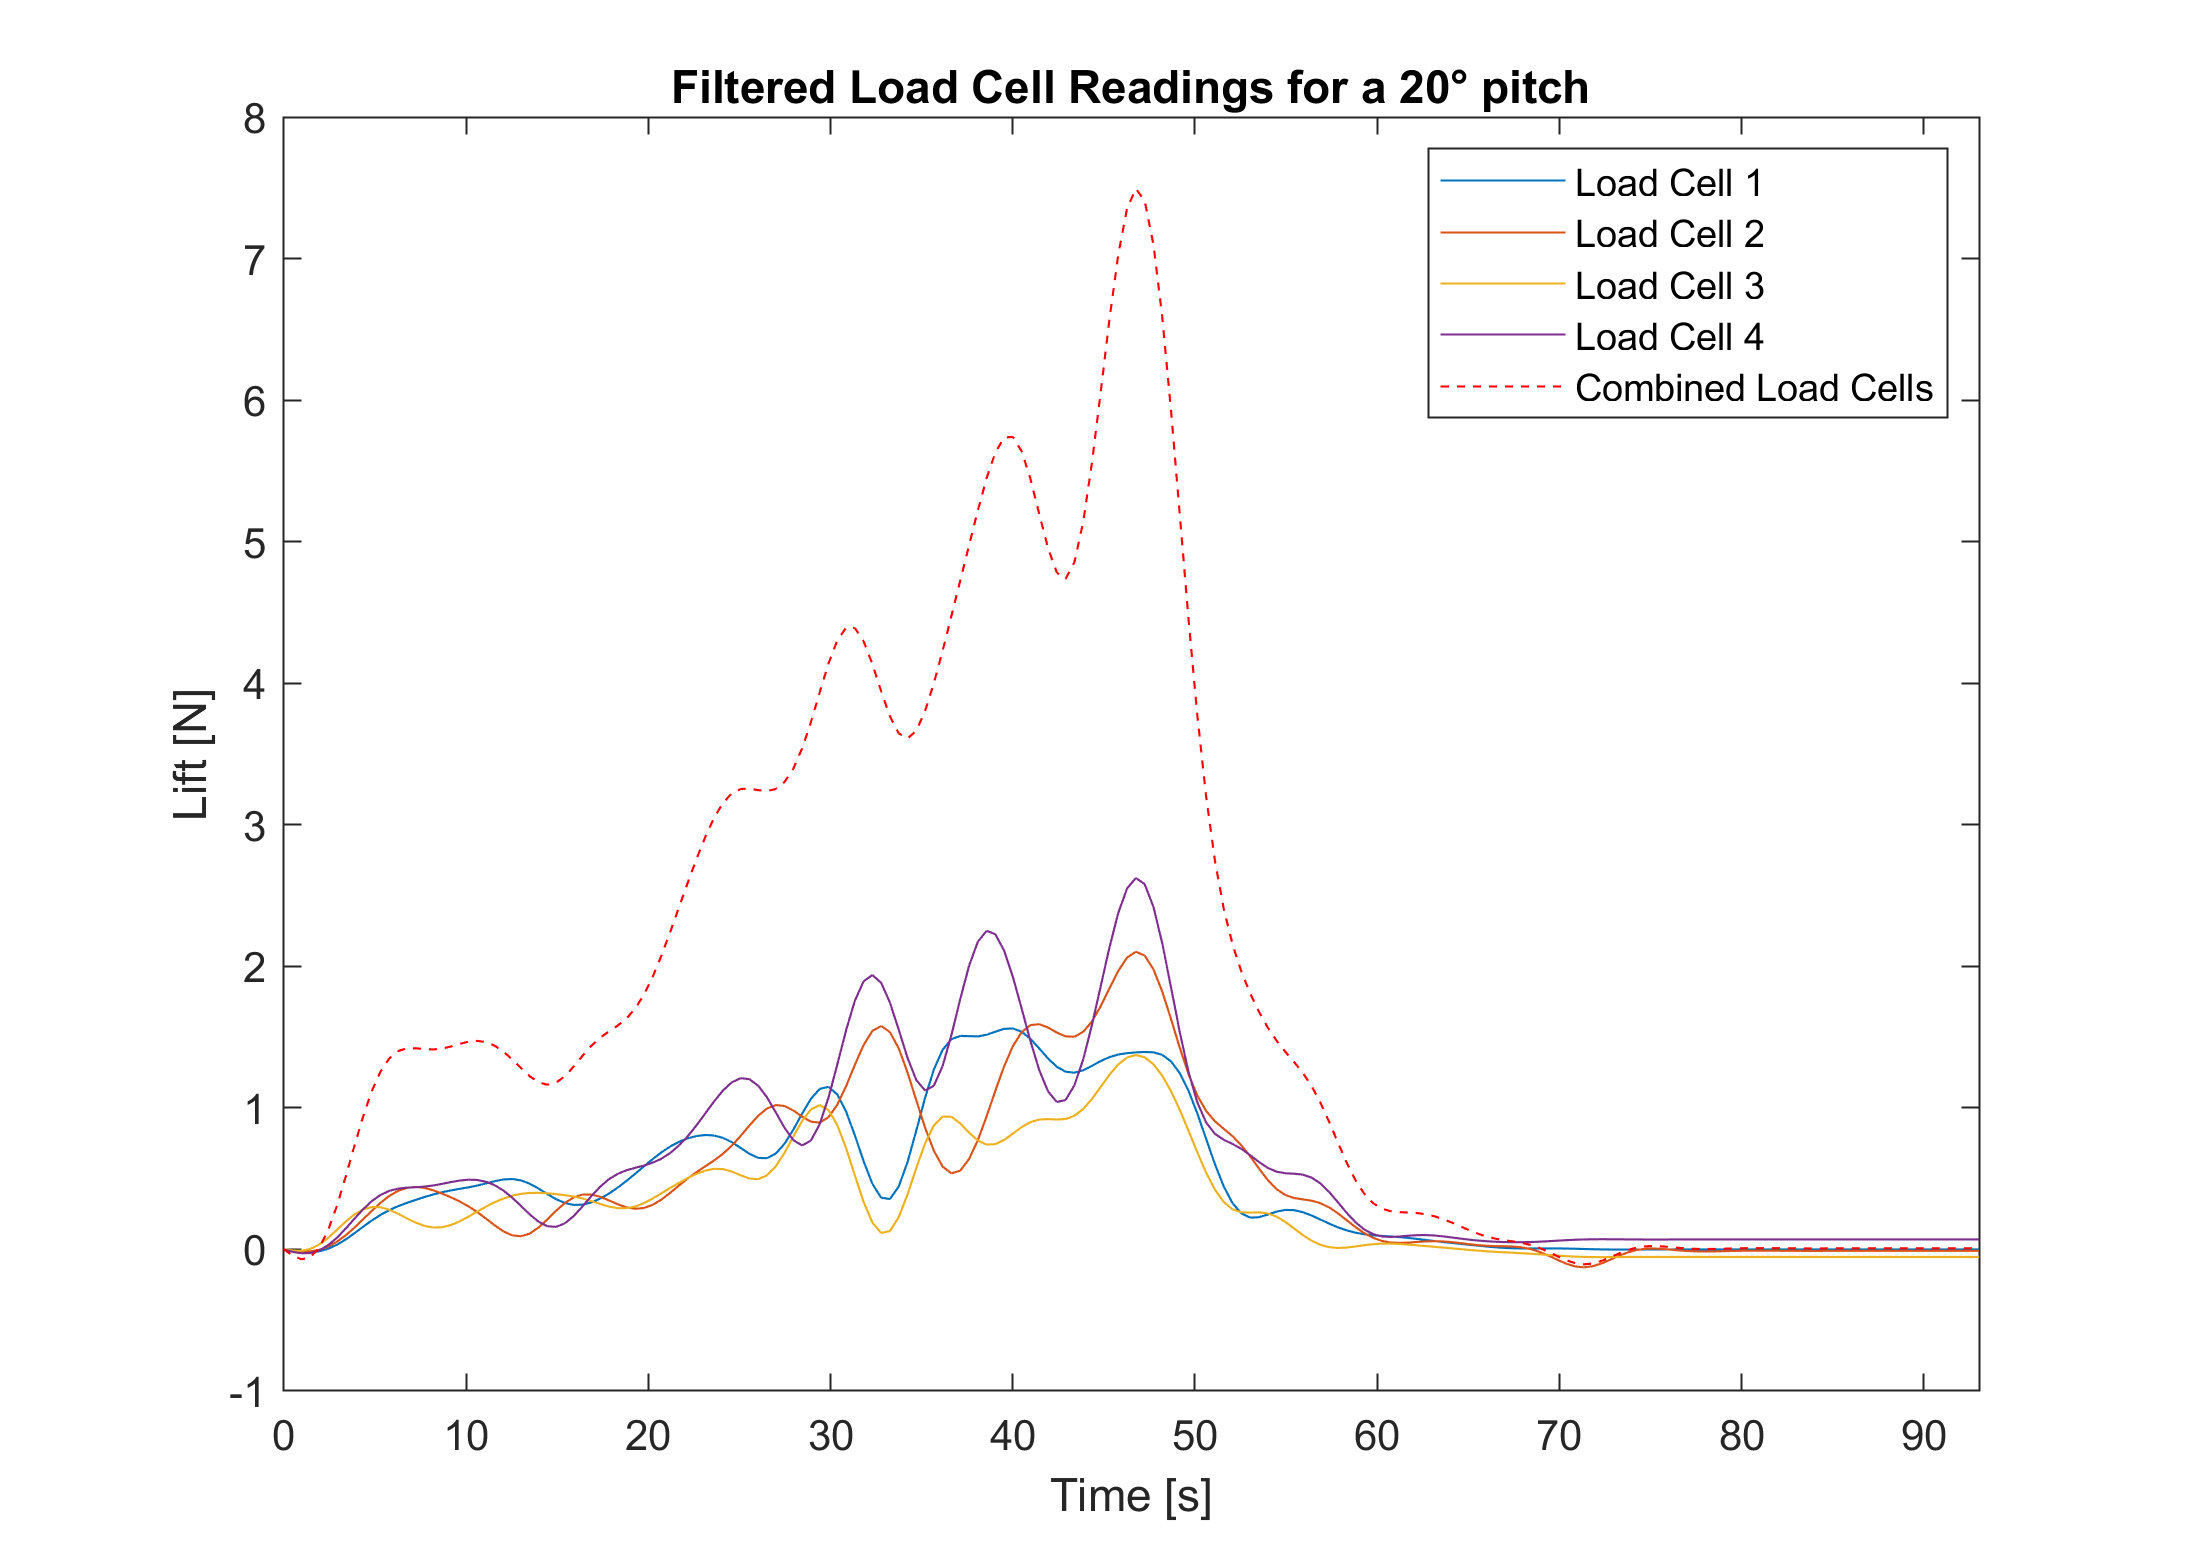 Filtered Load Cell Readings for a 20° pitch
8
7
6
5
4
3
2
1
0
-1
Lift [N]
Load Cell 1
Load Cell 2
Load Cell 3
Load Cell 4
Combined Load Cells
0 10 20 30 40 50 60 70 80 90
Time [s]